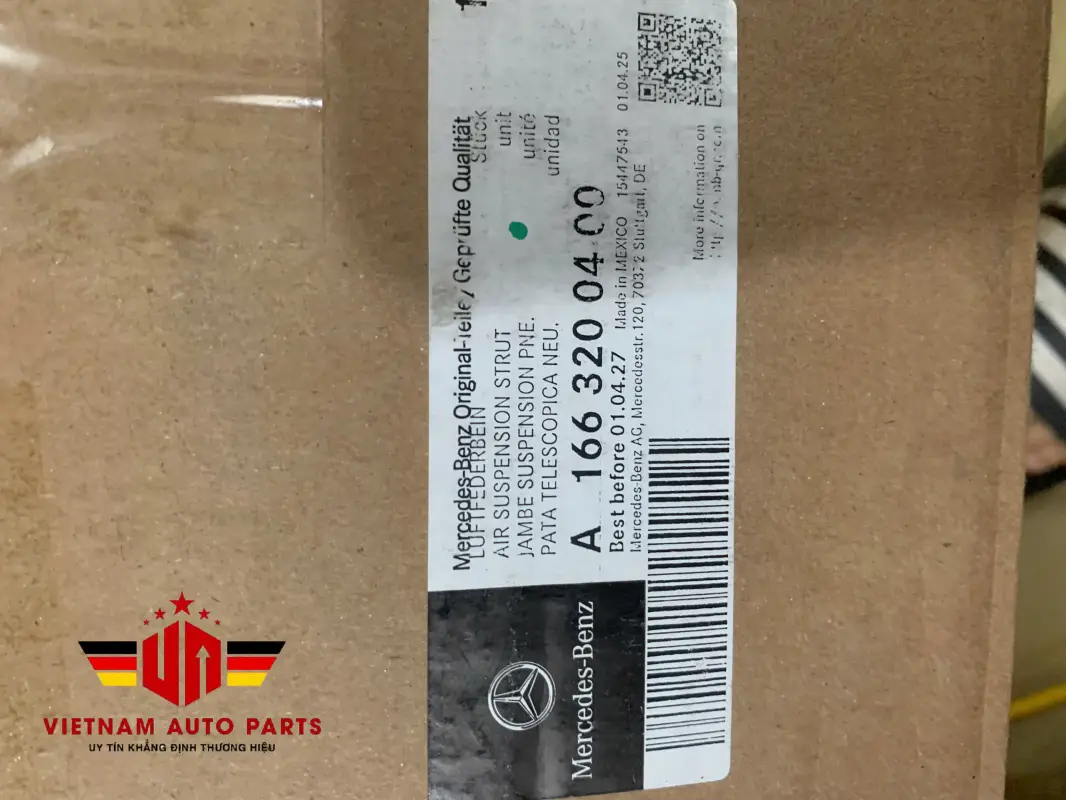 Mercedes-Benz Original-Teile / Geprüfte Qualität
LUFTFEDERBEIN Stück
AIR SUSPENSION STRUT unit
JAMBE SUSPENSION PNE. unité
PATA TELESCOPICA NEU. unidad
A 166 320 04 00
Best before 01.04.27 Made in MEXICO 15447543 01.04.25
Mercedes-Benz AG, Mercedesstr.120, 70372 Stuttgart, DE
More information on
Mercedes-Benz
VIETNAM AUTO PARTS
UY TÍN KHẲNG ĐỊNH THƯƠNG HIỆU